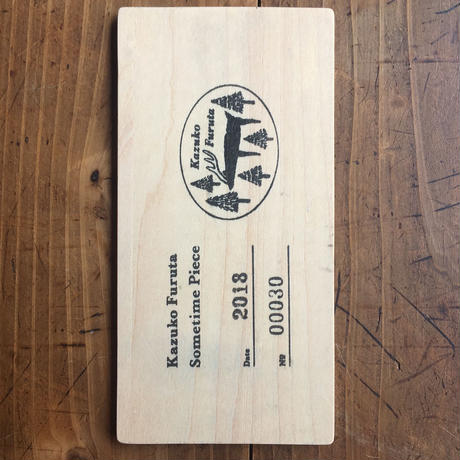 Kazuko
Furuta
Kazuko Furuta
Sometime Piece
Date 2018
No 00030